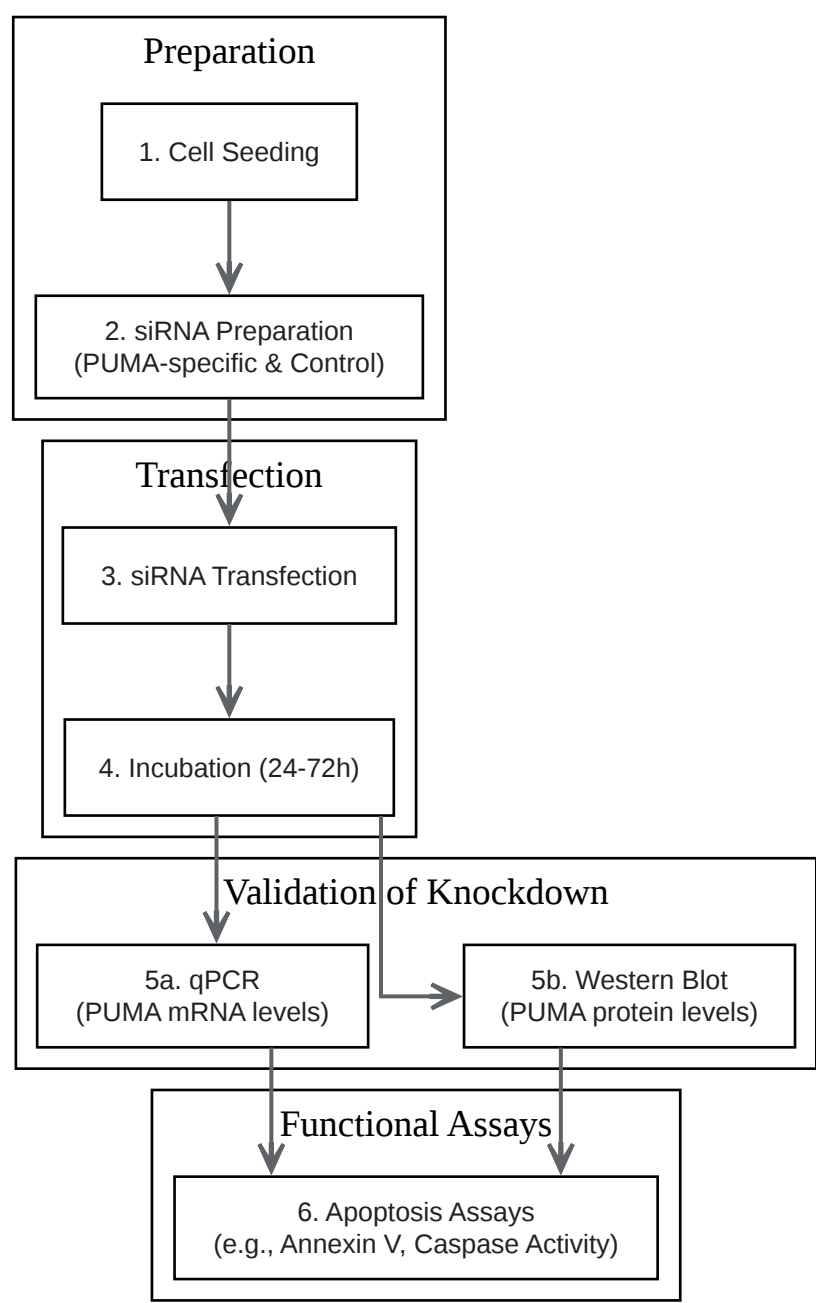 Preparation
1. Cell Seeding
2. siRNA Preparation
(PUMA-specific & Control)
Transfection
3. siRNA Transfection
4. Incubation (24-72h)
Validation of Knockdown
5a. qPCR
(PUMA mRNA levels)
5b. Western Blot
(PUMA protein levels)
Functional Assays
6. Apoptosis Assays
(e.g., Annexin V, Caspase Activity)